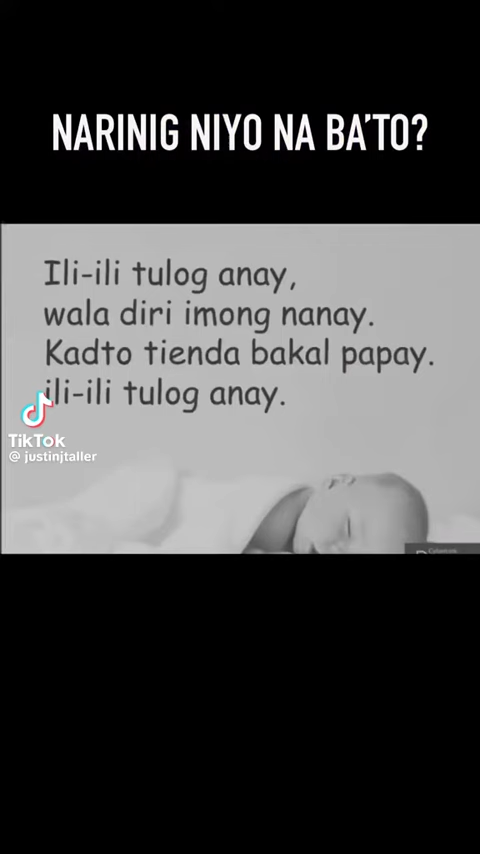 NARINIG NIYO NA BA'TO?
Ili-ili tulog anay,
wala diri imong nanay.
Kadto tienda bakal papay.
ili-ili tulog anay.
TikTok
@ justinjtaller